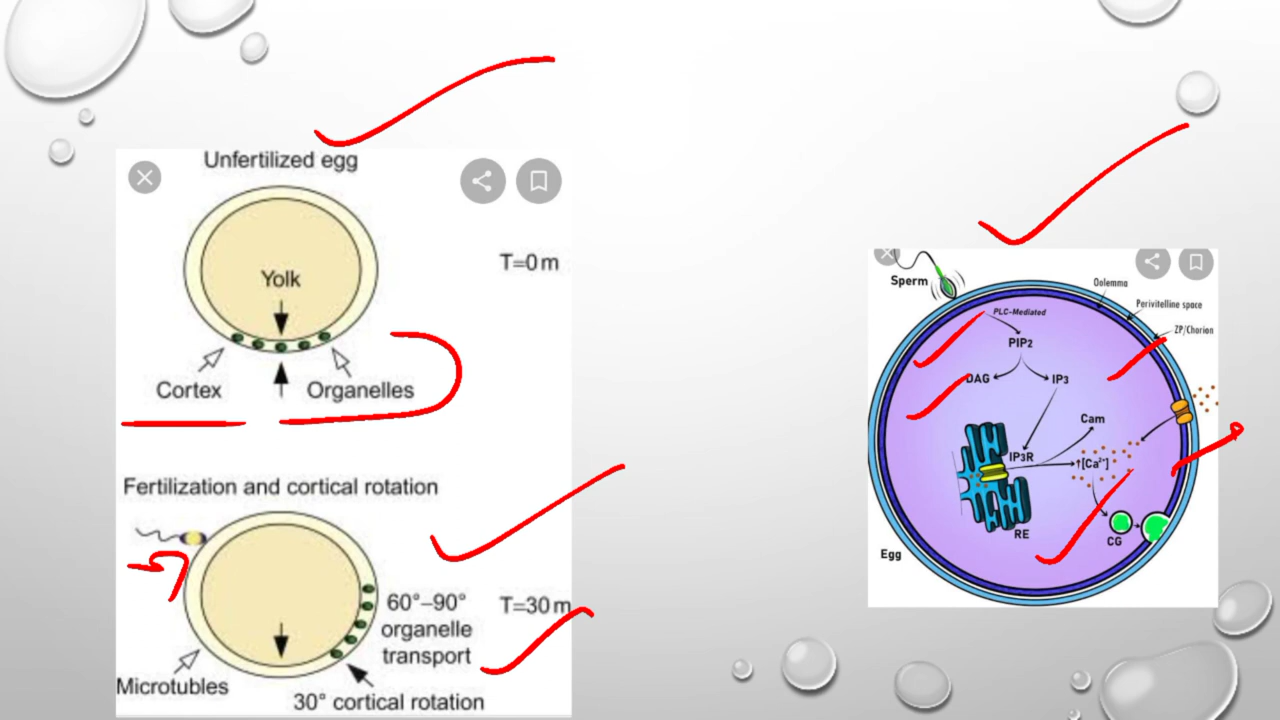 Unfertilized egg
T=0 m
Yolk
Cortex
Organelles
Fertilization and cortical rotation
60°–90°
organelle
transport
T=30 m
Microtubles
30° cortical rotation
Sperm
Oolemma
Perivitelline space
ZP/Chorion
PLC-Mediated
PIP2
DAG
IP3
Cam
IP3R
↑[Ca²⁺]
RE
CG
Egg